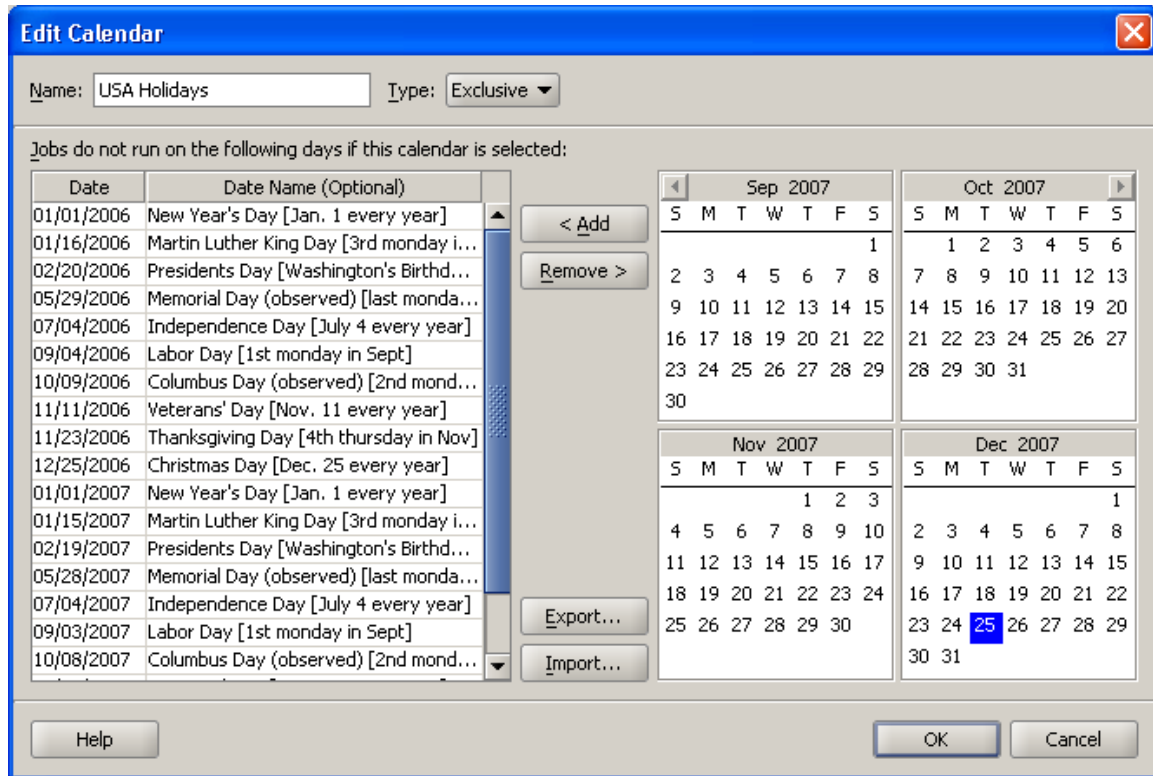 Edit Calendar
Name: USA Holidays Type: Exclusive
Jobs do not run on the following days if this calendar is selected:
Date Date Name (Optional)
01/01/2006 New Year's Day [Jan. 1 every year]
01/16/2006 Martin Luther King Day [3rd monday i...
02/20/2006 Presidents Day [Washington's Birthd...
05/29/2006 Memorial Day (observed) [last monda...
07/04/2006 Independence Day [July 4 every year]
09/04/2006 Labor Day [1st monday in Sept]
10/09/2006 Columbus Day (observed) [2nd mond...
11/11/2006 Veterans' Day [Nov. 11 every year]
11/23/2006 Thanksgiving Day [4th thursday in Nov]
12/25/2006 Christmas Day [Dec. 25 every year]
01/01/2007 New Year's Day [Jan. 1 every year]
01/15/2007 Martin Luther King Day [3rd monday i...
02/19/2007 Presidents Day [Washington's Birthd...
05/28/2007 Memorial Day (observed) [last monda...
07/04/2007 Independence Day [July 4 every year]
09/03/2007 Labor Day [1st monday in Sept]
10/08/2007 Columbus Day (observed) [2nd mond...
< Add
Remove >
Export...
Import...
Sep 2007
S M T W T F S
1
2 3 4 5 6 7 8
9 10 11 12 13 14 15
16 17 18 19 20 21 22
23 24 25 26 27 28 29
30
Oct 2007
S M T W T F S
1 2 3 4 5 6
7 8 9 10 11 12 13
14 15 16 17 18 19 20
21 22 23 24 25 26 27
28 29 30 31
Nov 2007
S M T W T F S
1 2 3
4 5 6 7 8 9 10
11 12 13 14 15 16 17
18 19 20 21 22 23 24
25 26 27 28 29 30
Dec 2007
S M T W T F S
1
2 3 4 5 6 7 8
9 10 11 12 13 14 15
16 17 18 19 20 21 22
23 24 25 26 27 28 29
30 31
Help OK Cancel